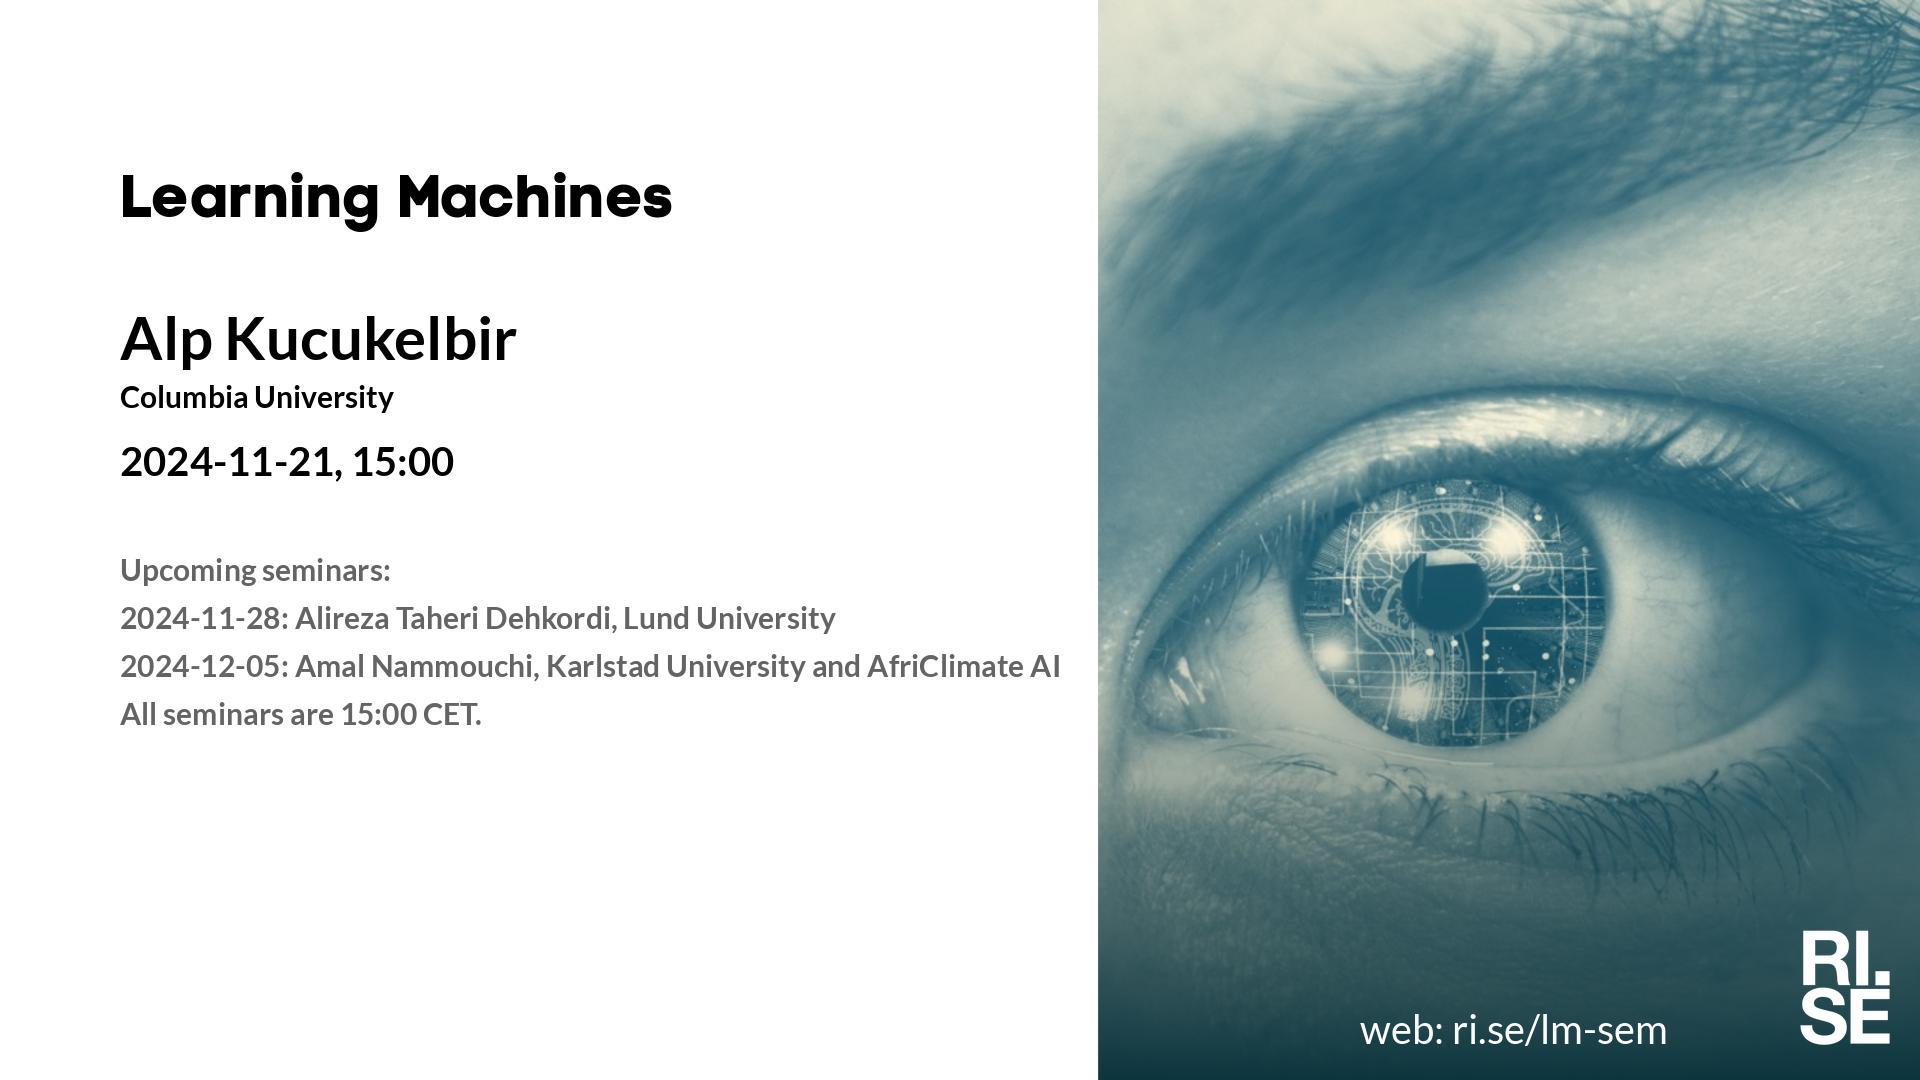 Learning Machines
Alp Kucukelbir
Columbia University
2024-11-21, 15:00
Upcoming seminars:
2024-11-28: Alireza Taheri Dehkordi, Lund University
2024-12-05: Amal Nammouchi, Karlstad University and AfriClimate AI
All seminars are 15:00 CET.
web: ri.se/lm-sem
RI.
SE